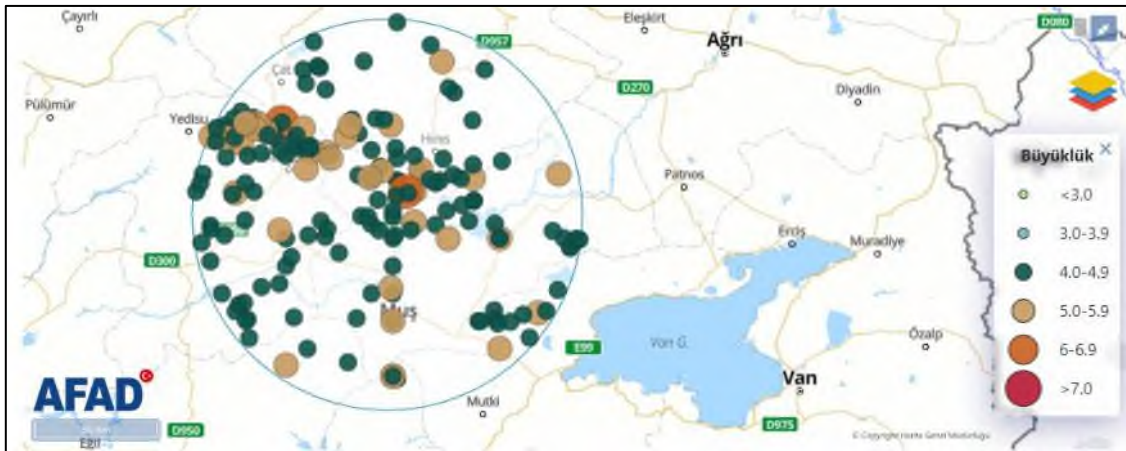 Çayırlı
Eleşkirt
D080
D957
Ağrı
Çat
D270
Diyadin
Pülümür
Yedisu
Hınıs
Büyüklük
×
<3.0
Patnos
3.0-3.9
Erciş
Muradiye
4.0-4.9
D300
5.0-5.9
Muş
6-6.9
Van G.
Özalp
E99
>7.0
AFAD
Van
Mutki
D950
D975
Eğil